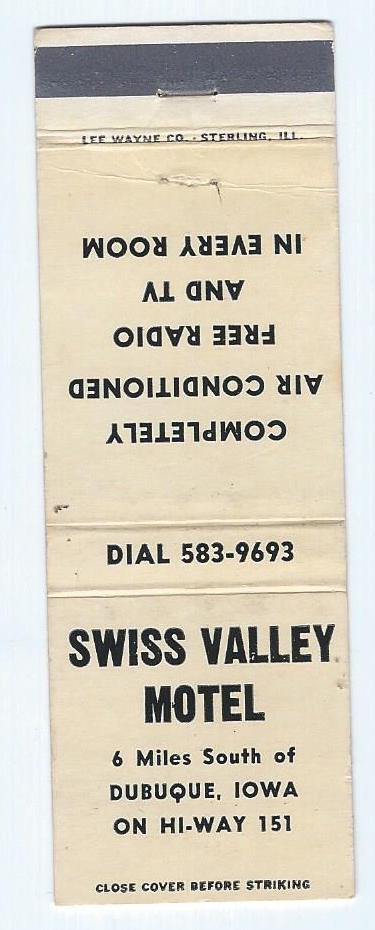 LEE WAYNE CO. - STERLING, ILL.
COMPLETELY
AIR CONDITIONED
FREE RADIO
AND TV
IN EVERY ROOM
DIAL 583-9693
SWISS VALLEY
MOTEL
6 Miles South of
DUBUQUE, IOWA
ON HI-WAY 151
CLOSE COVER BEFORE STRIKING